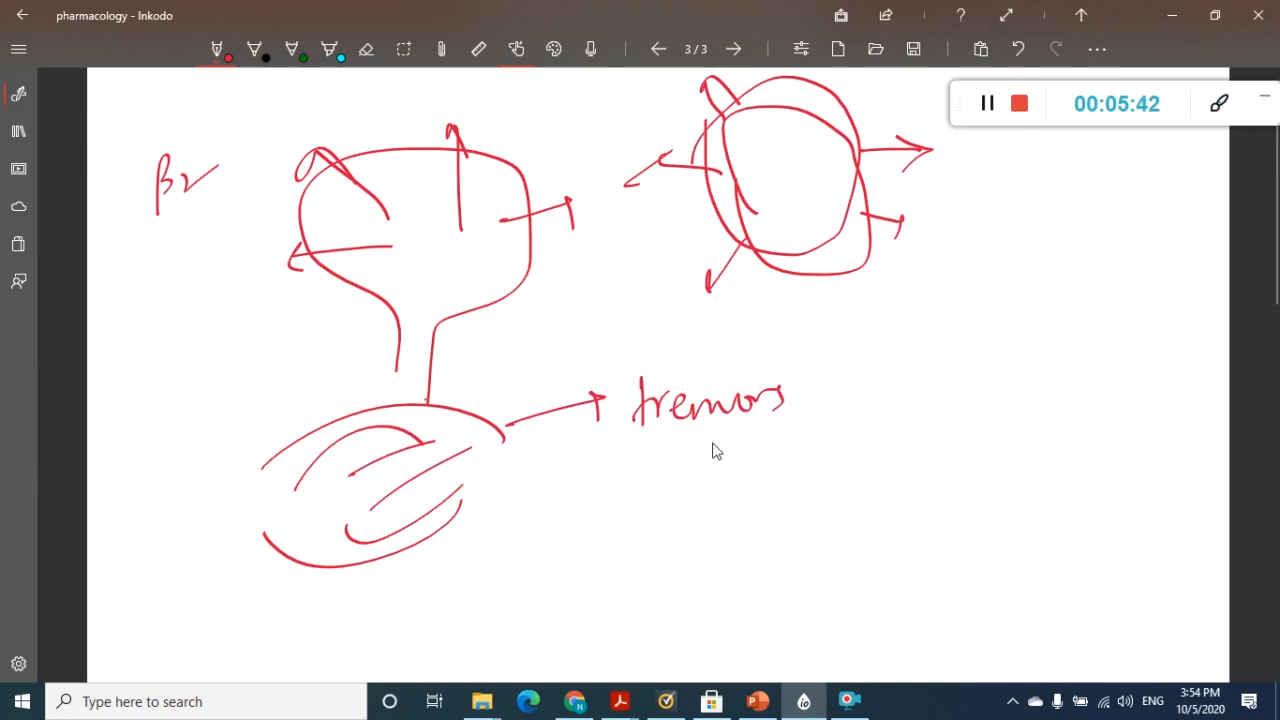 pharmacology - Inkodo
3/3
00:05:42
β2
tremors
Type here to search
ENG
3:54 PM
10/5/2020